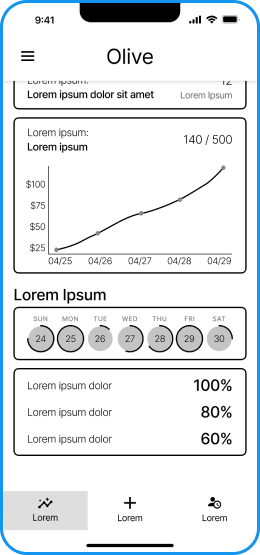 9:41
Olive
Lorem ipsum: 12
Lorem ipsum dolor sit amet Lorem Ipsum
Lorem ipsum: 140 / 500
Lorem ipsum
$100
$75
$50
$25
04/25 04/26 04/27 04/28 04/29
Lorem Ipsum
SUN MON TUE WED THU FRI SAT
24 25 26 27 28 29 30
Lorem ipsum dolor 100%
Lorem ipsum dolor 80%
Lorem ipsum dolor 60%
Lorem Lorem Lorem